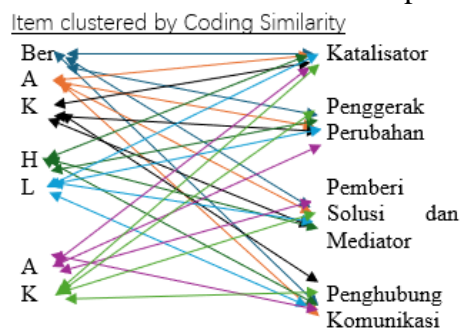 Item clustered by Coding Similarity
Ber Katalisator
A
K Penggerak
Perubahan
H
L Pemberi
Solusi dan
Mediator
A
K Penghubung
Komunikasi